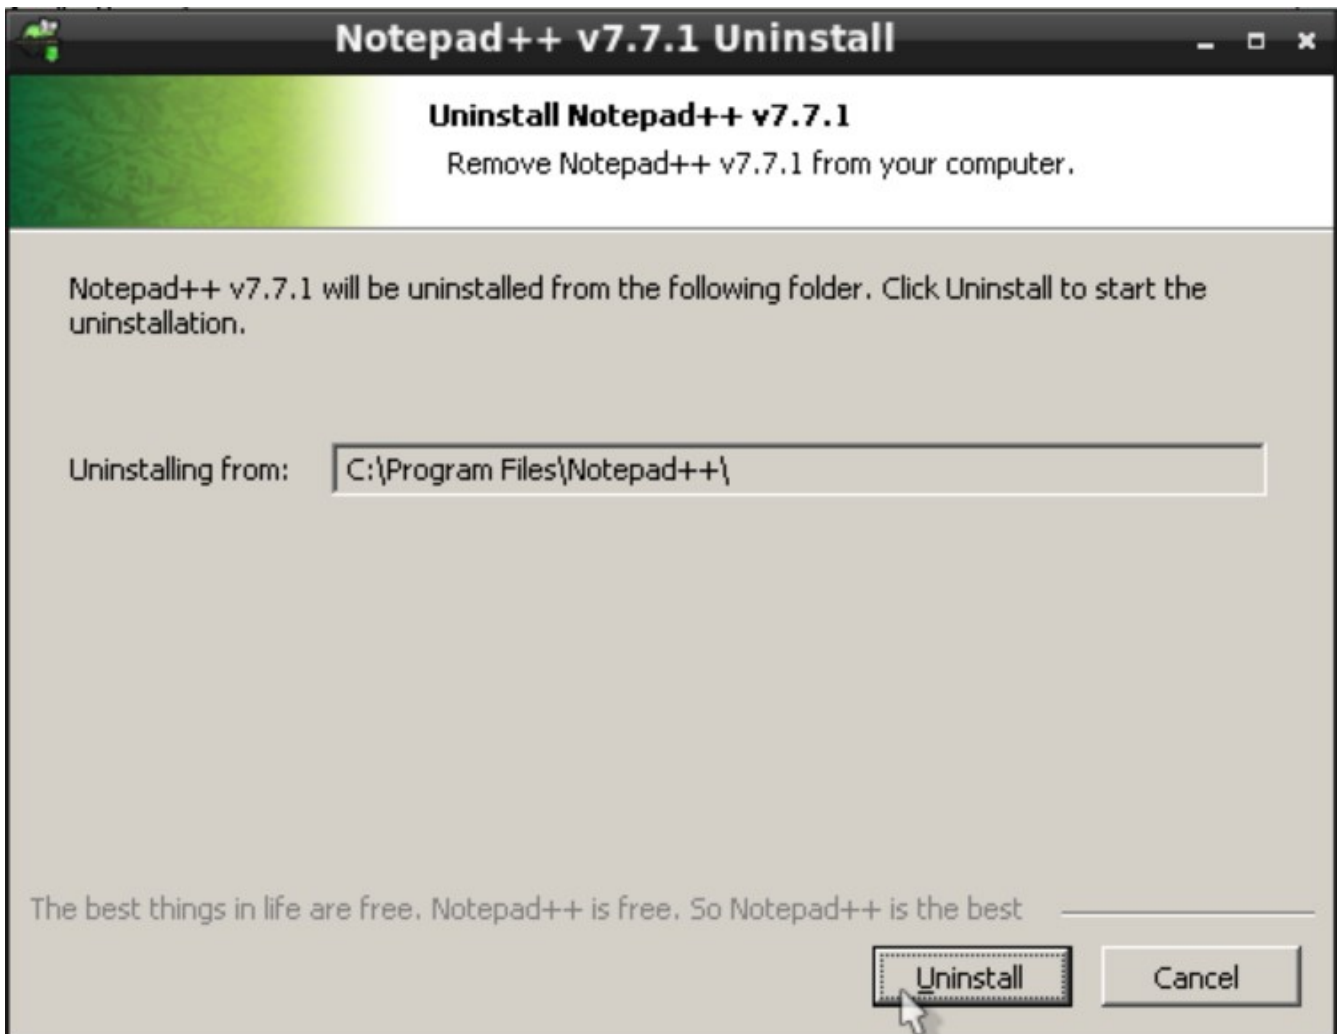 Notepad++ v7.7.1 Uninstall
Uninstall Notepad++ v7.7.1
Remove Notepad++ v7.7.1 from your computer.
Notepad++ v7.7.1 will be uninstalled from the following folder. Click Uninstall to start the
uninstallation.
Uninstalling from: C:\Program Files\Notepad++\
The best things in life are free. Notepad++ is free. So Notepad++ is the best
Uninstall Cancel